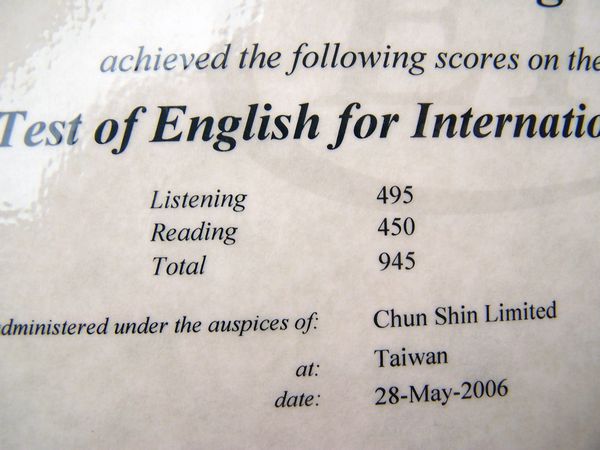 achieved the following scores on the
Test of English for Internatio
Listening 495
Reading 450
Total 945
administered under the auspices of: Chun Shin Limited
at: Taiwan
date: 28-May-2006